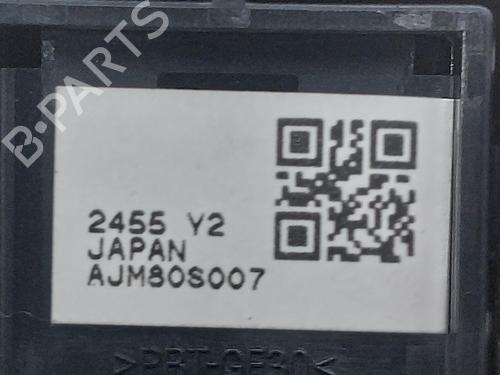 B-PARTS
2455 Y2
JAPAN
AJM80S007
>PBT-GF30<